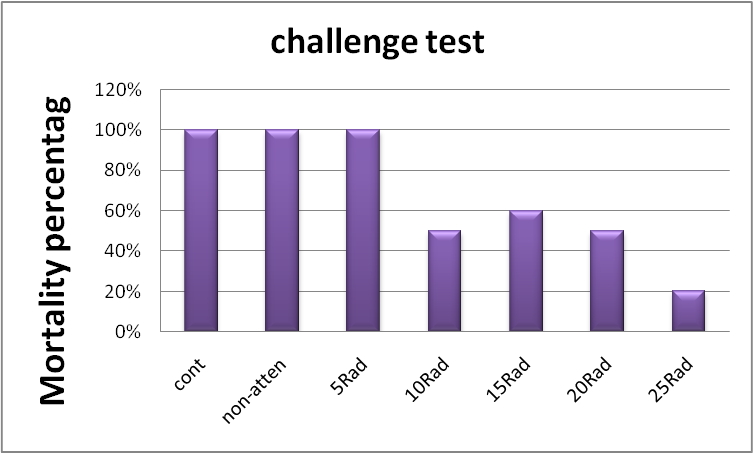 challenge test
Mortality percentag
120%
100%
80%
60%
40%
20%
0%
cont
non-atten
5Rad
10Rad
15Rad
20Rad
25Rad